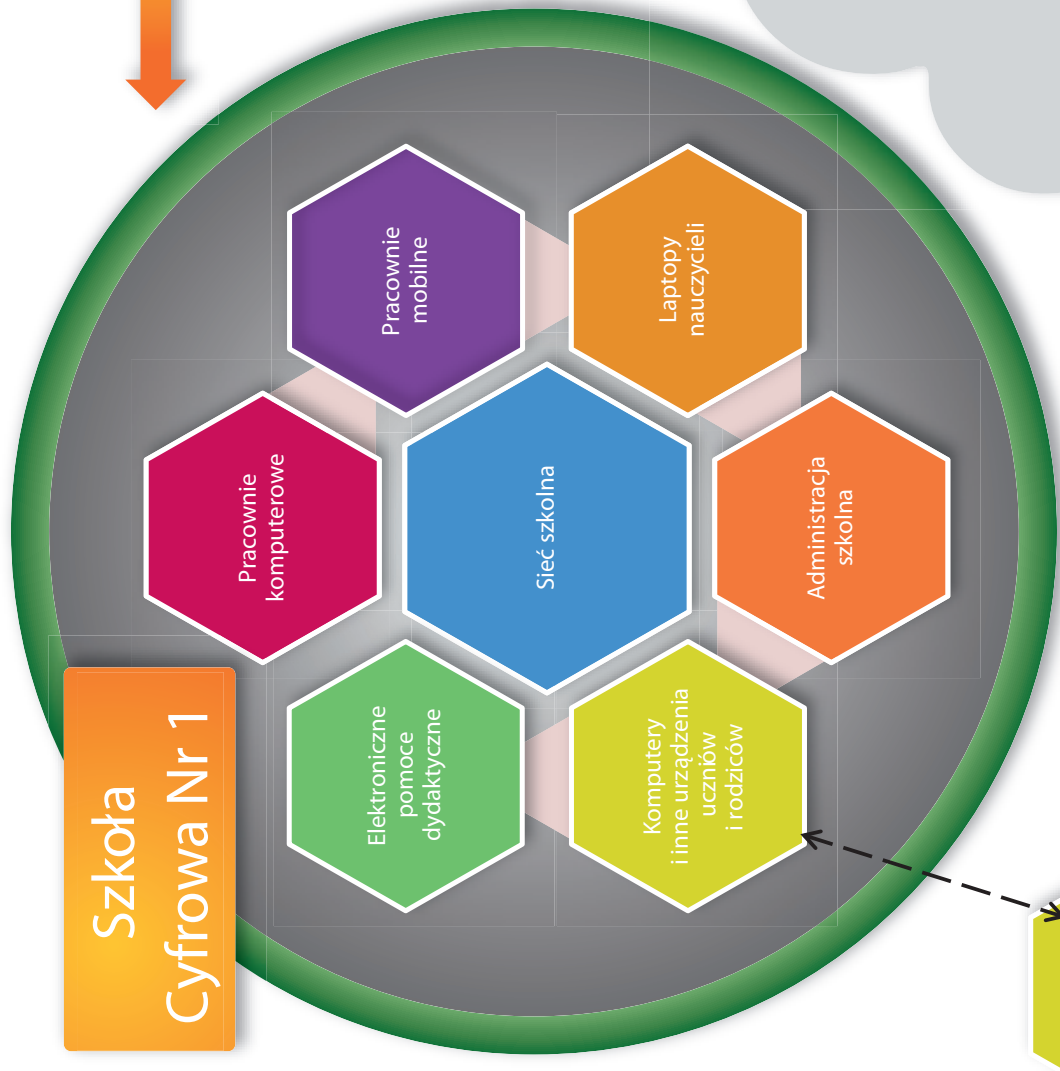 Szkoła
Cyfrowa Nr 1
Pracownie
komputerowe
Pracownie
mobilne
Elektroniczne
pomoce
dydaktyczne
Sieć szkolna
Laptopy
nauczycieli
Komputery
i inne urządzenia
uczniów
i rodziców
Administracja
szkolna